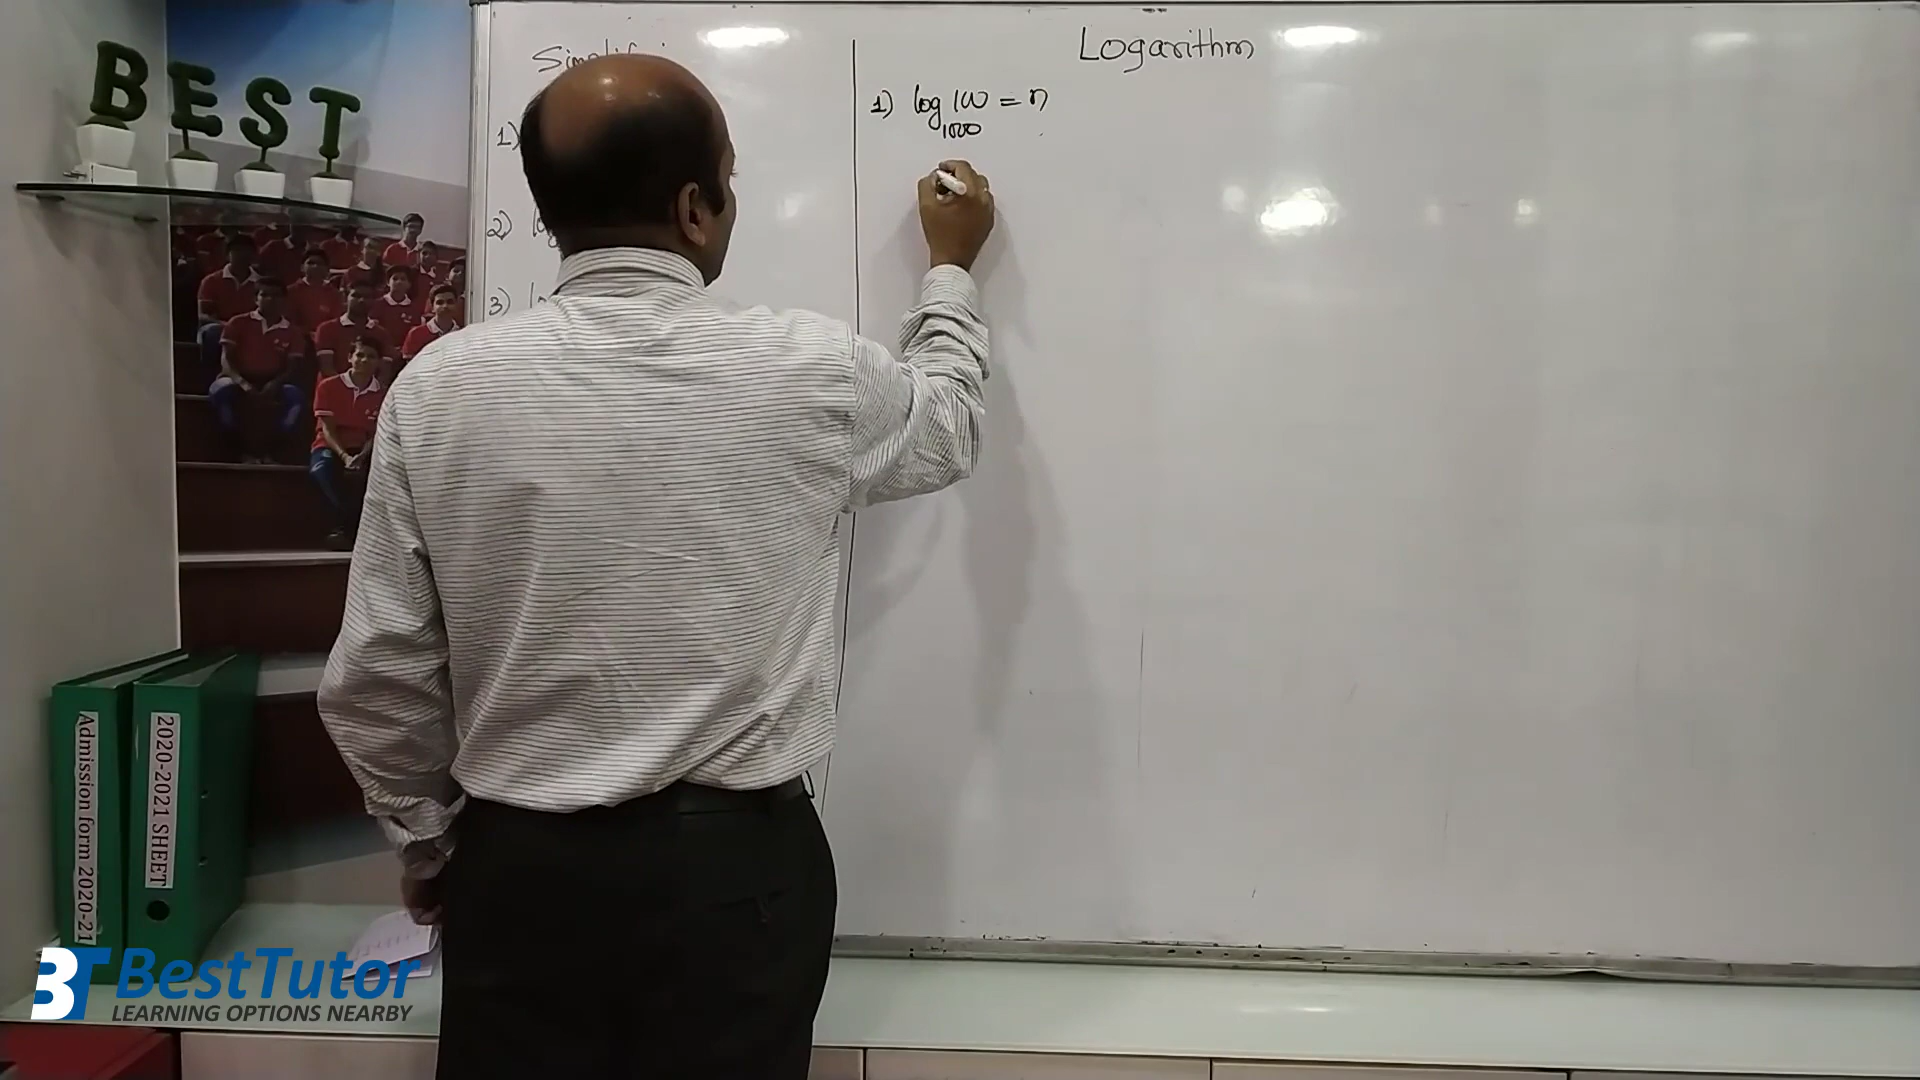 BEST
Logarithm
1)
2)
3)
1) log 100 = n
1000
Admission form 2020-21
2020-2021 SHEET
BT BestTutor
LEARNING OPTIONS NEARBY